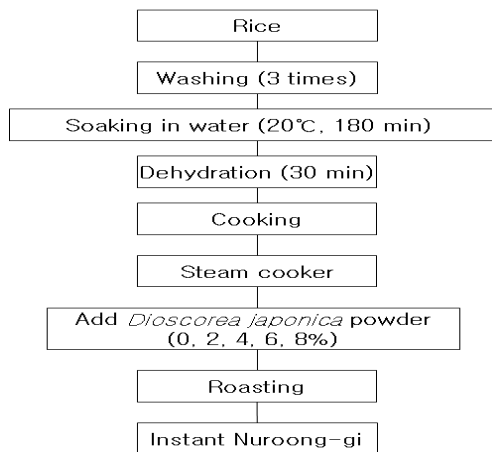 Rice
Washing (3 times)
Soaking in water (20℃, 180 min)
Dehydration (30 min)
Cooking
Steam cooker
Add Dioscorea japonica powder
(0, 2, 4, 6, 8%)
Roasting
Instant Nuroong-gi